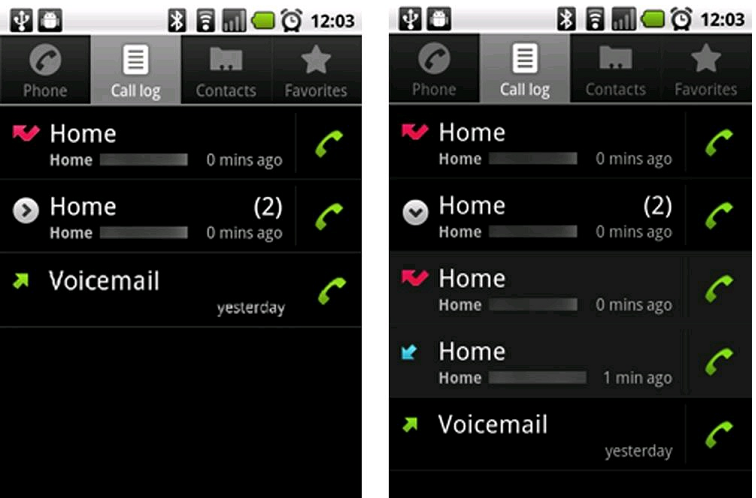 12:03
Phone Call log Contacts Favorites
Home
Home 0 mins ago
Home (2)
Home 0 mins ago
Voicemail
yesterday
12:03
Phone Call log Contacts Favorites
Home
Home 0 mins ago
Home (2)
Home 0 mins ago
Home
Home 0 mins ago
Home
Home 1 min ago
Voicemail
yesterday